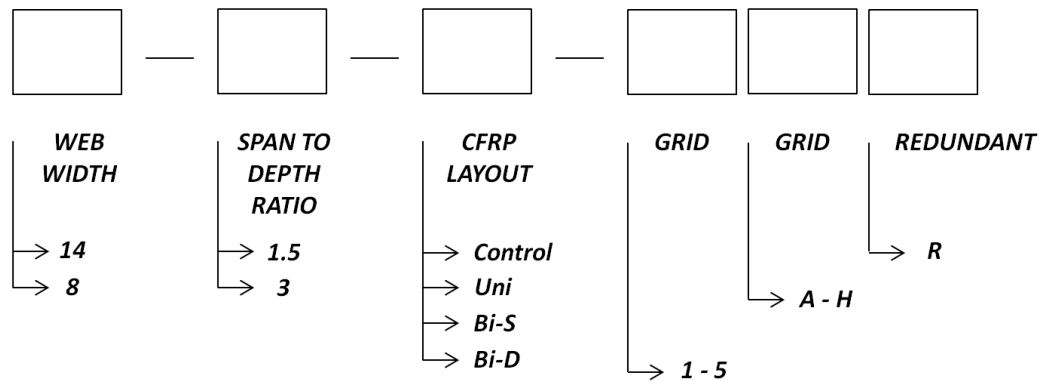 WEB WIDTH
SPAN TO DEPTH RATIO
CFRP LAYOUT
GRID
GRID
REDUNDANT
14
8
1.5
3
Control
Uni
Bi-S
Bi-D
1 - 5
A - H
R